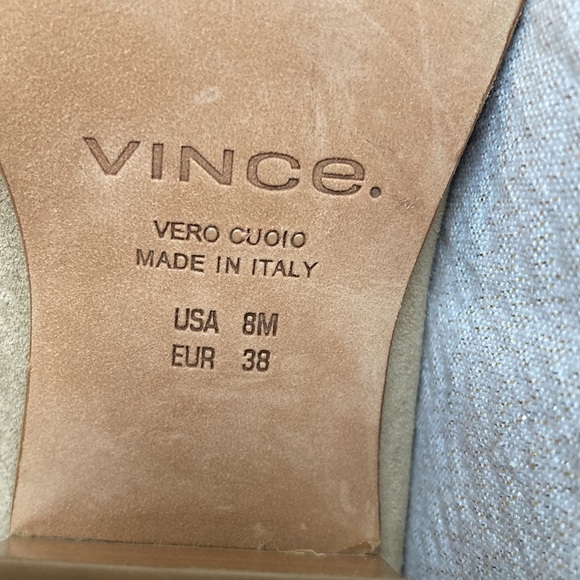 VINCe.
VERO CUOIO
MADE IN ITALY
USA 8M
EUR 38